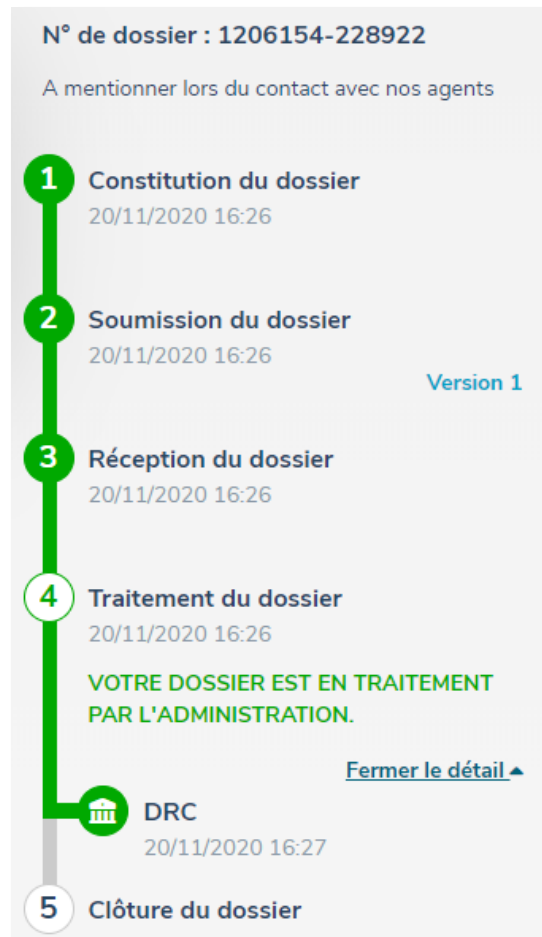 N° de dossier : 1206154-228922
A mentionner lors du contact avec nos agents
1 Constitution du dossier
20/11/2020 16:26
2 Soumission du dossier
20/11/2020 16:26
Version 1
3 Réception du dossier
20/11/2020 16:26
4 Traitement du dossier
20/11/2020 16:26
VOTRE DOSSIER EST EN TRAITEMENT
PAR L'ADMINISTRATION.
Fermer le détail
DRC
20/11/2020 16:27
5 Clôture du dossier